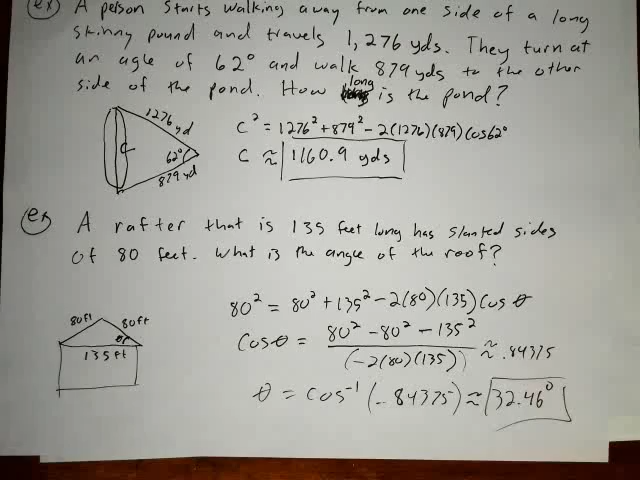 ex) A person starts walking away from one side of a long
skinny pound and travels 1,276 yds. They turn at
an agle of 62° and walk 879 yds to the other
side of the pond. How long is the pond?
1276 yd
C
62°
879 yd
C² = 1276² + 879² - 2(1276)(879) cos 62°
C ≈ 1160.9 yds
ex) A rafter that is 135 feet long has slanted sides
of 80 feet. What is the angle of the roof?
80ft 80ft
θ
135 ft
80² = 80² + 135² - 2(80)(135) cos θ
cos θ = 80² - 80² - 135² / (-2(80)(135)) ≈ .84375
θ = cos⁻¹ (.84375) ≈ 32.46°